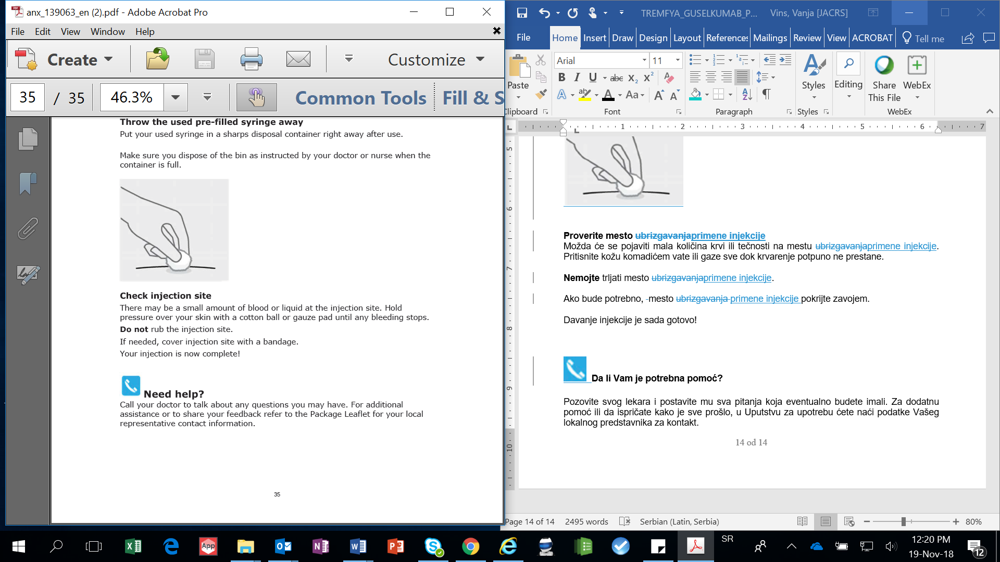 anx_139063_en (2).pdf - Adobe Acrobat Pro
File Edit View Window Help
Create
Customize
35 / 35 46.3% Common Tools Fill & S
Throw the used pre-filled syringe away
Put your used syringe in a sharps disposal container right away after use.
Make sure you dispose of the bin as instructed by your doctor or nurse when the
container is full.
Check injection site
There may be a small amount of blood or liquid at the injection site. Hold
pressure over your skin with a cotton ball or gauze pad until any bleeding stops.
Do not rub the injection site.
If needed, cover injection site with a bandage.
Your injection is now complete!
Need help?
Call your doctor to talk about any questions you may have. For additional
assistance or to share your feedback refer to the Package Leaflet for your local
representative contact information.
35
TREMFYA_GUSELKUMAB_P... Vins, Vanja [JACRS]
File Home Insert Draw Design Layout References Mailings Review View ACROBAT Tell me
Arial 11
Paste Styles Editing Share This File WebEx
Clipboard Font Paragraph Styles WebEx
1 2 3 4 5 6 7
5
6
7
8
9
10
Proverite mesto ubrizgavanjaprimene injekcije
Možda će se pojaviti mala količina krvi ili tečnosti na mestu ubrizgavanjaprimene injekcije.
Pritisnite kožu komadićem vate ili gaze sve dok krvarenje potpuno ne prestane.
Nemojte trljati mesto ubrizgavanjaprimene injekcije.
Ako bude potrebno, mesto ubrizgavanja primene injekcije pokrijte zavojem.
Davanje injekcije je sada gotovo!
Da li Vam je potrebna pomoć?
Pozovite svog lekara i postavite mu sva pitanja koja eventualno budete imali. Za dodatnu
pomoć ili da ispričate kako je sve prošlo, u Uputstvu za upotrebu ćete naći podatke Vašeg
lokalnog predstavnika za kontakt.
14 od 14
Page 14 of 14 2495 words Serbian (Latin, Serbia) 80%
App
SR
12:20 PM
19-Nov-18
12